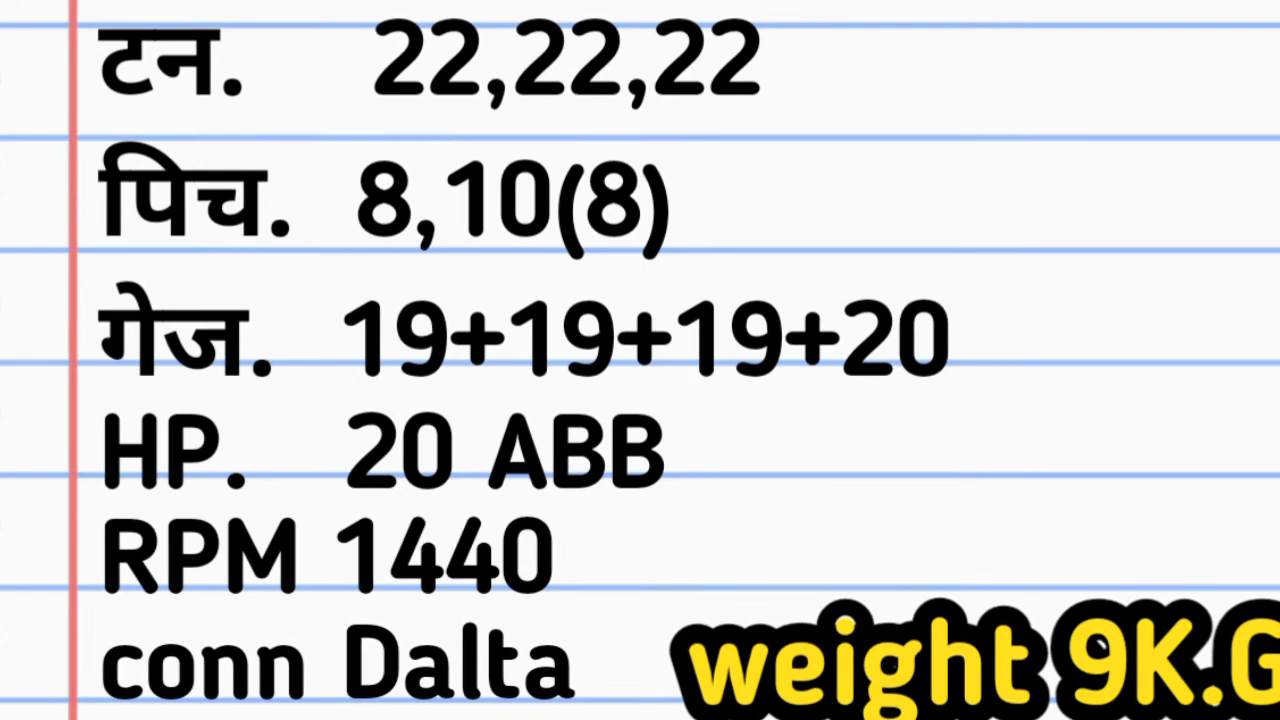 टन. 22,22,22
पिच. 8,10(8)
गेज. 19+19+19+20
HP. 20 ABB
RPM 1440
conn Dalta
weight 9K.G